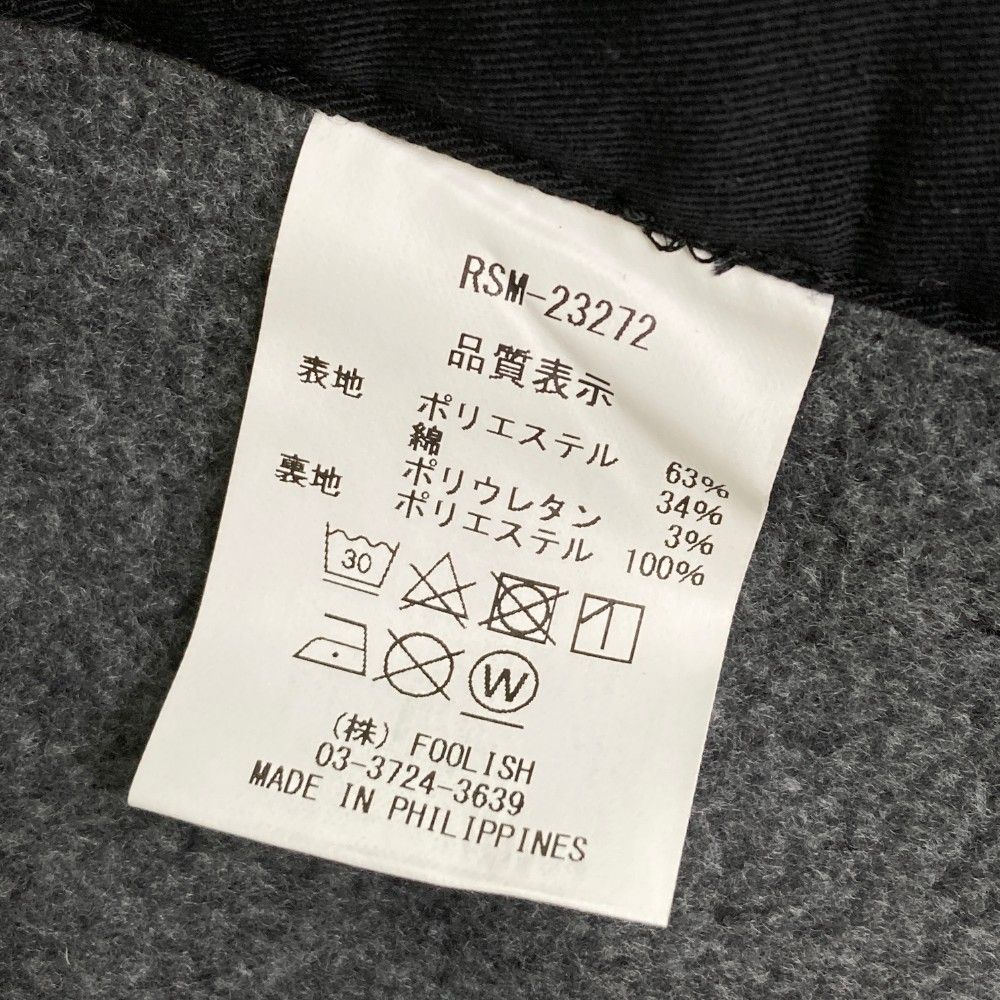 RSM-23272
品質表示
表地 ポリエステル 63%
綿 34%
ポリウレタン 3%
裏地 ポリエステル 100%
30
W
(株) FOOLISH
03-3724-3639
MADE IN PHILIPPINES